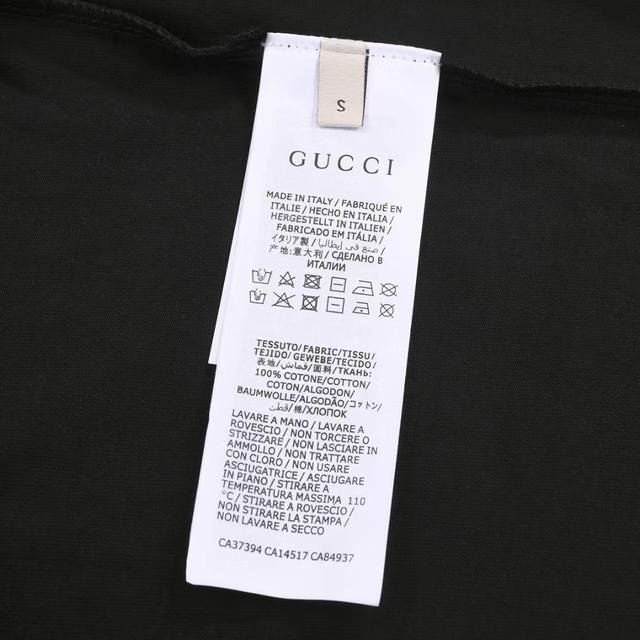 S
GUCCI
MADE IN ITALY / FABRIQUÉ EN
ITALIE / HECHO EN ITALIA /
HERGESTELLT IN ITALIEN /
FABRICADO EM ITÁLIA /
イタリア製 / صنع في إيطاليا /
产地:意大利 / СДЕЛАНО В
ИТАЛИИ
TESSUTO/ FABRIC/TISSU /
TEJIDO/ GEWEBE/TECIDO /
表地/قماش/面料/ТКАНЬ:
100% COTONE/COTTON/
COTON/ALGODON/
BAUMWOLLE/ALGODÃO/コットン/
قطن/棉/ХЛОПОК
LAVARE A MANO / LAVARE A
ROVESCIO / NON TORCERE O
STRIZZARE / NON LASCIARE IN
AMMOLLO / NON TRATTARE
CON CLORO / NON USARE
ASCIUGATRICE / ASCIUGARE
IN PIANO / STIRARE A
TEMPERATURA MASSIMA 110
°C / STIRARE A ROVESCIO /
NON STIRARE LA STAMPA /
NON LAVARE A SECCO
CA37394 CA14517 CA84937